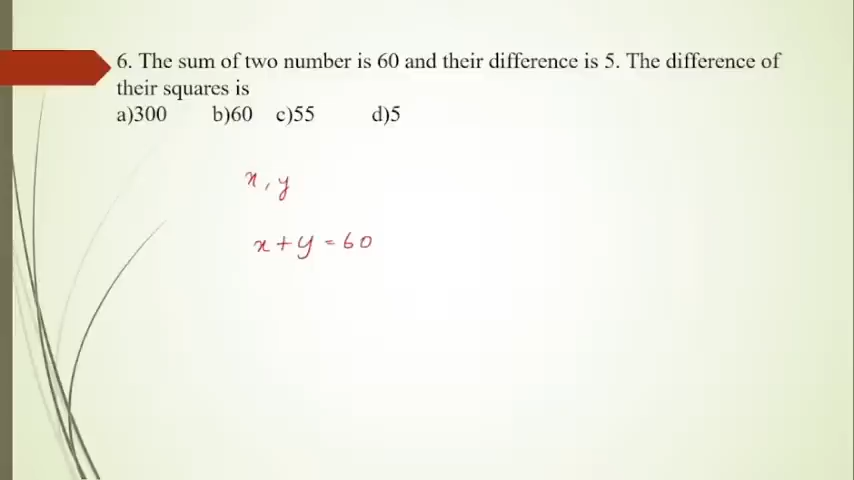 6. The sum of two number is 60 and their difference is 5. The difference of
their squares is
a)300 b)60 c)55 d)5
x, y
x + y = 60